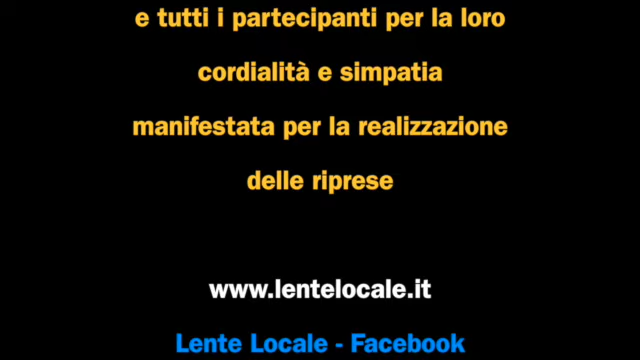 e tutti i partecipanti per la loro
cordialità e simpatia
manifestata per la realizzazione
delle riprese
www.lentelocale.it
Lente Locale - Facebook